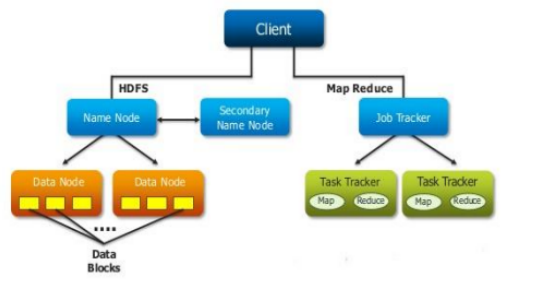 Client
HDFS
Map Reduce
Name Node
Secondary
Name Node
Job Tracker
Data Node
Data Node
Task Tracker
Map
Reduce
Task Tracker
Map
Reduce
....
Data
Blocks